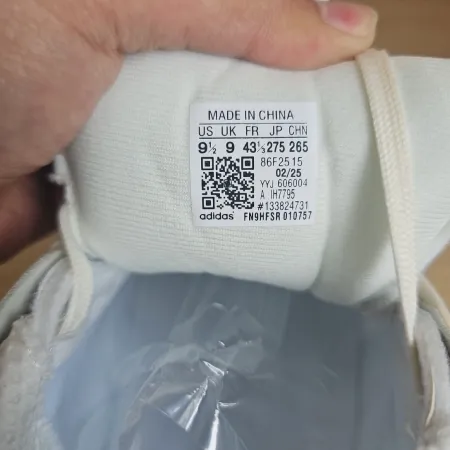 MADE IN CHINA
US UK FR JP CHN
9½ 9 43⅓ 275 265
86F2515
02/25
YYJ 606004
A IH7795
#133824731
adidas FN9HFSR 010757